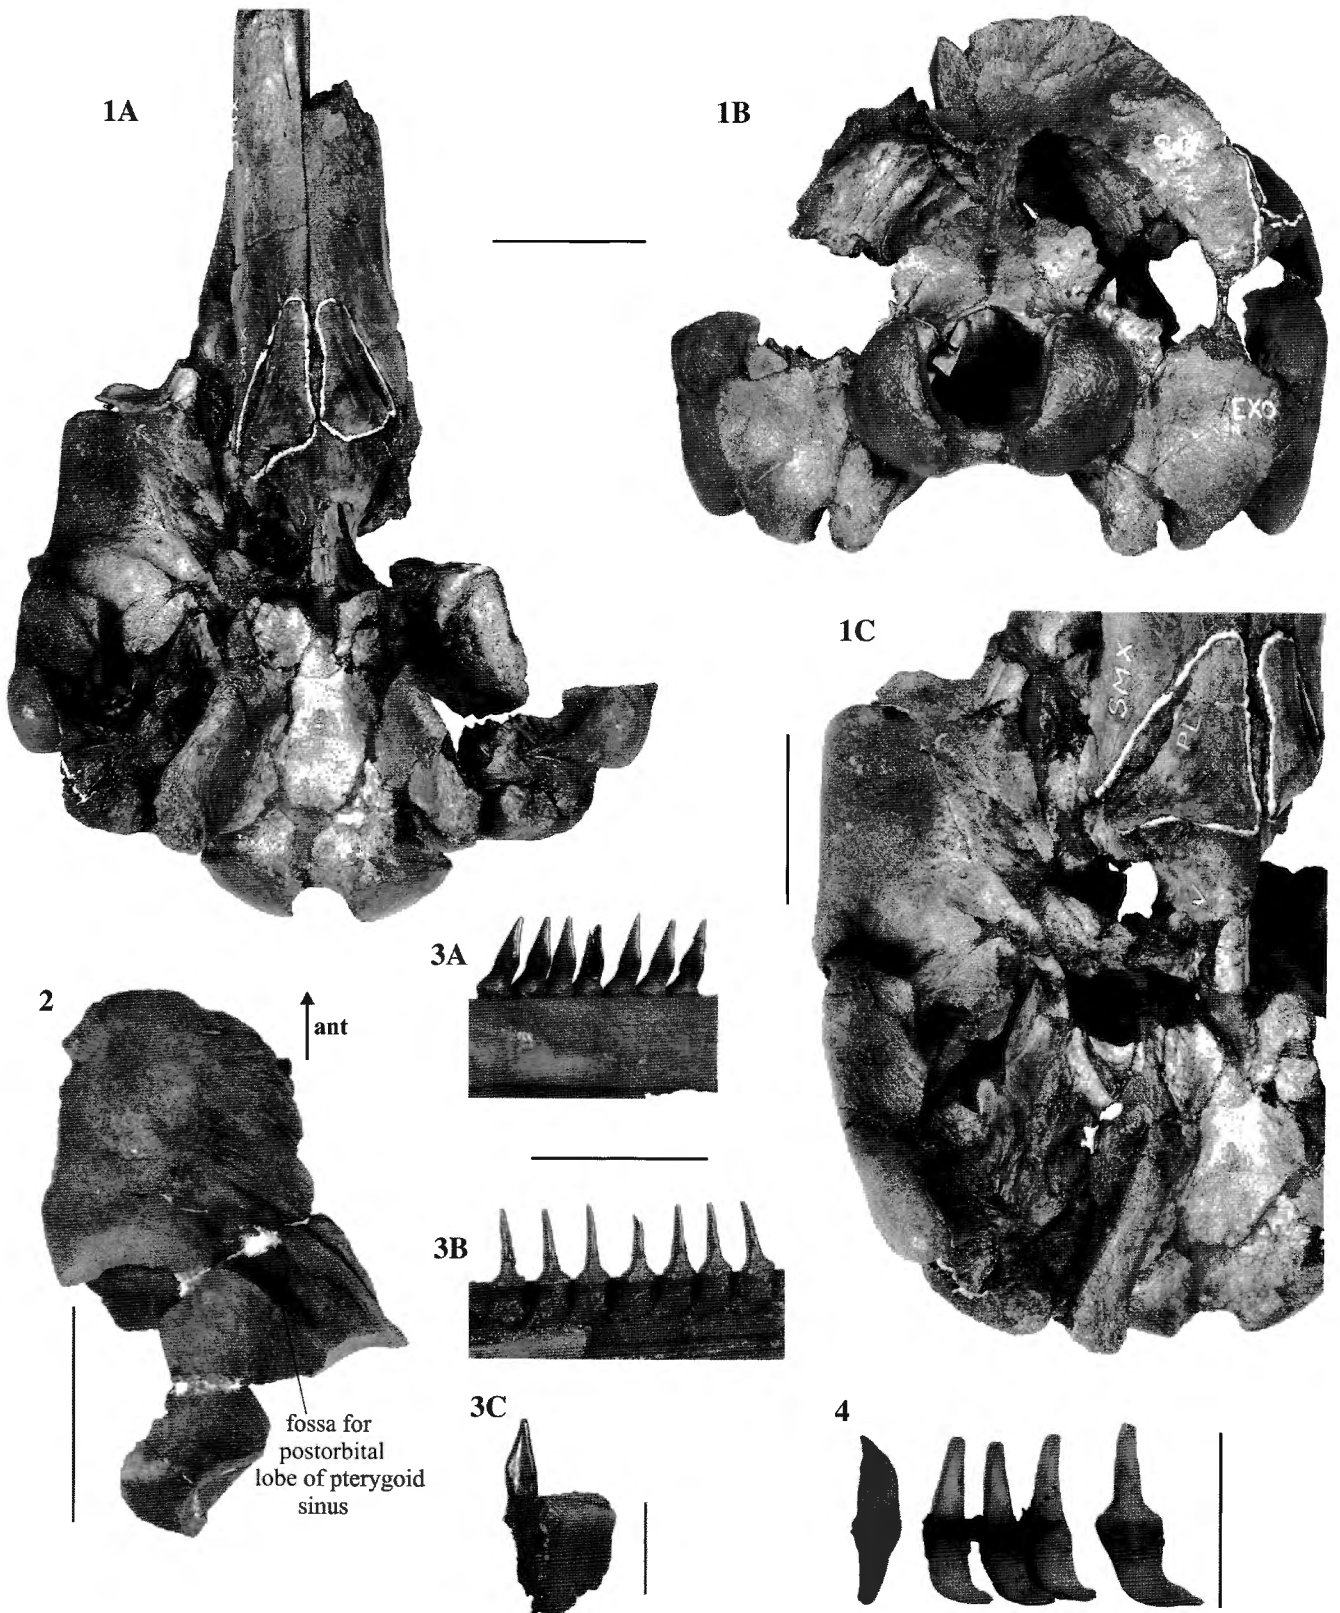 1A
1B
EXO
1C
SMX
PL
V
3A
2
ant
3B
3C
fossa for
postorbital
lobe of pterygoid
sinus
4